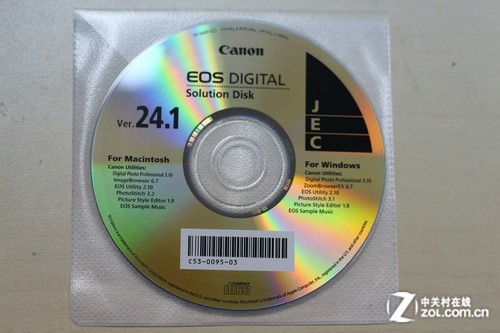 Canon
EOS DIGITAL
Solution Disk
Ver.24.1
J
E
C
For Macintosh
Canon Utilities:
Digital Photo Professional 3.10
ImageBrowser 6.7
EOS Utility 2.10
PhotoStitch 3.2
Picture Style Editor 1.9
EOS Sample Music
For Windows
Canon Utilities:
Digital Photo Professional 3.10
ZoomBrowserEX 6.7
EOS Utility 2.10
PhotoStitch 3.1
Picture Style Editor 1.9
EOS Sample Music
C53-0095-03
COMPACT
disc
中关村在线
zol.com.cn